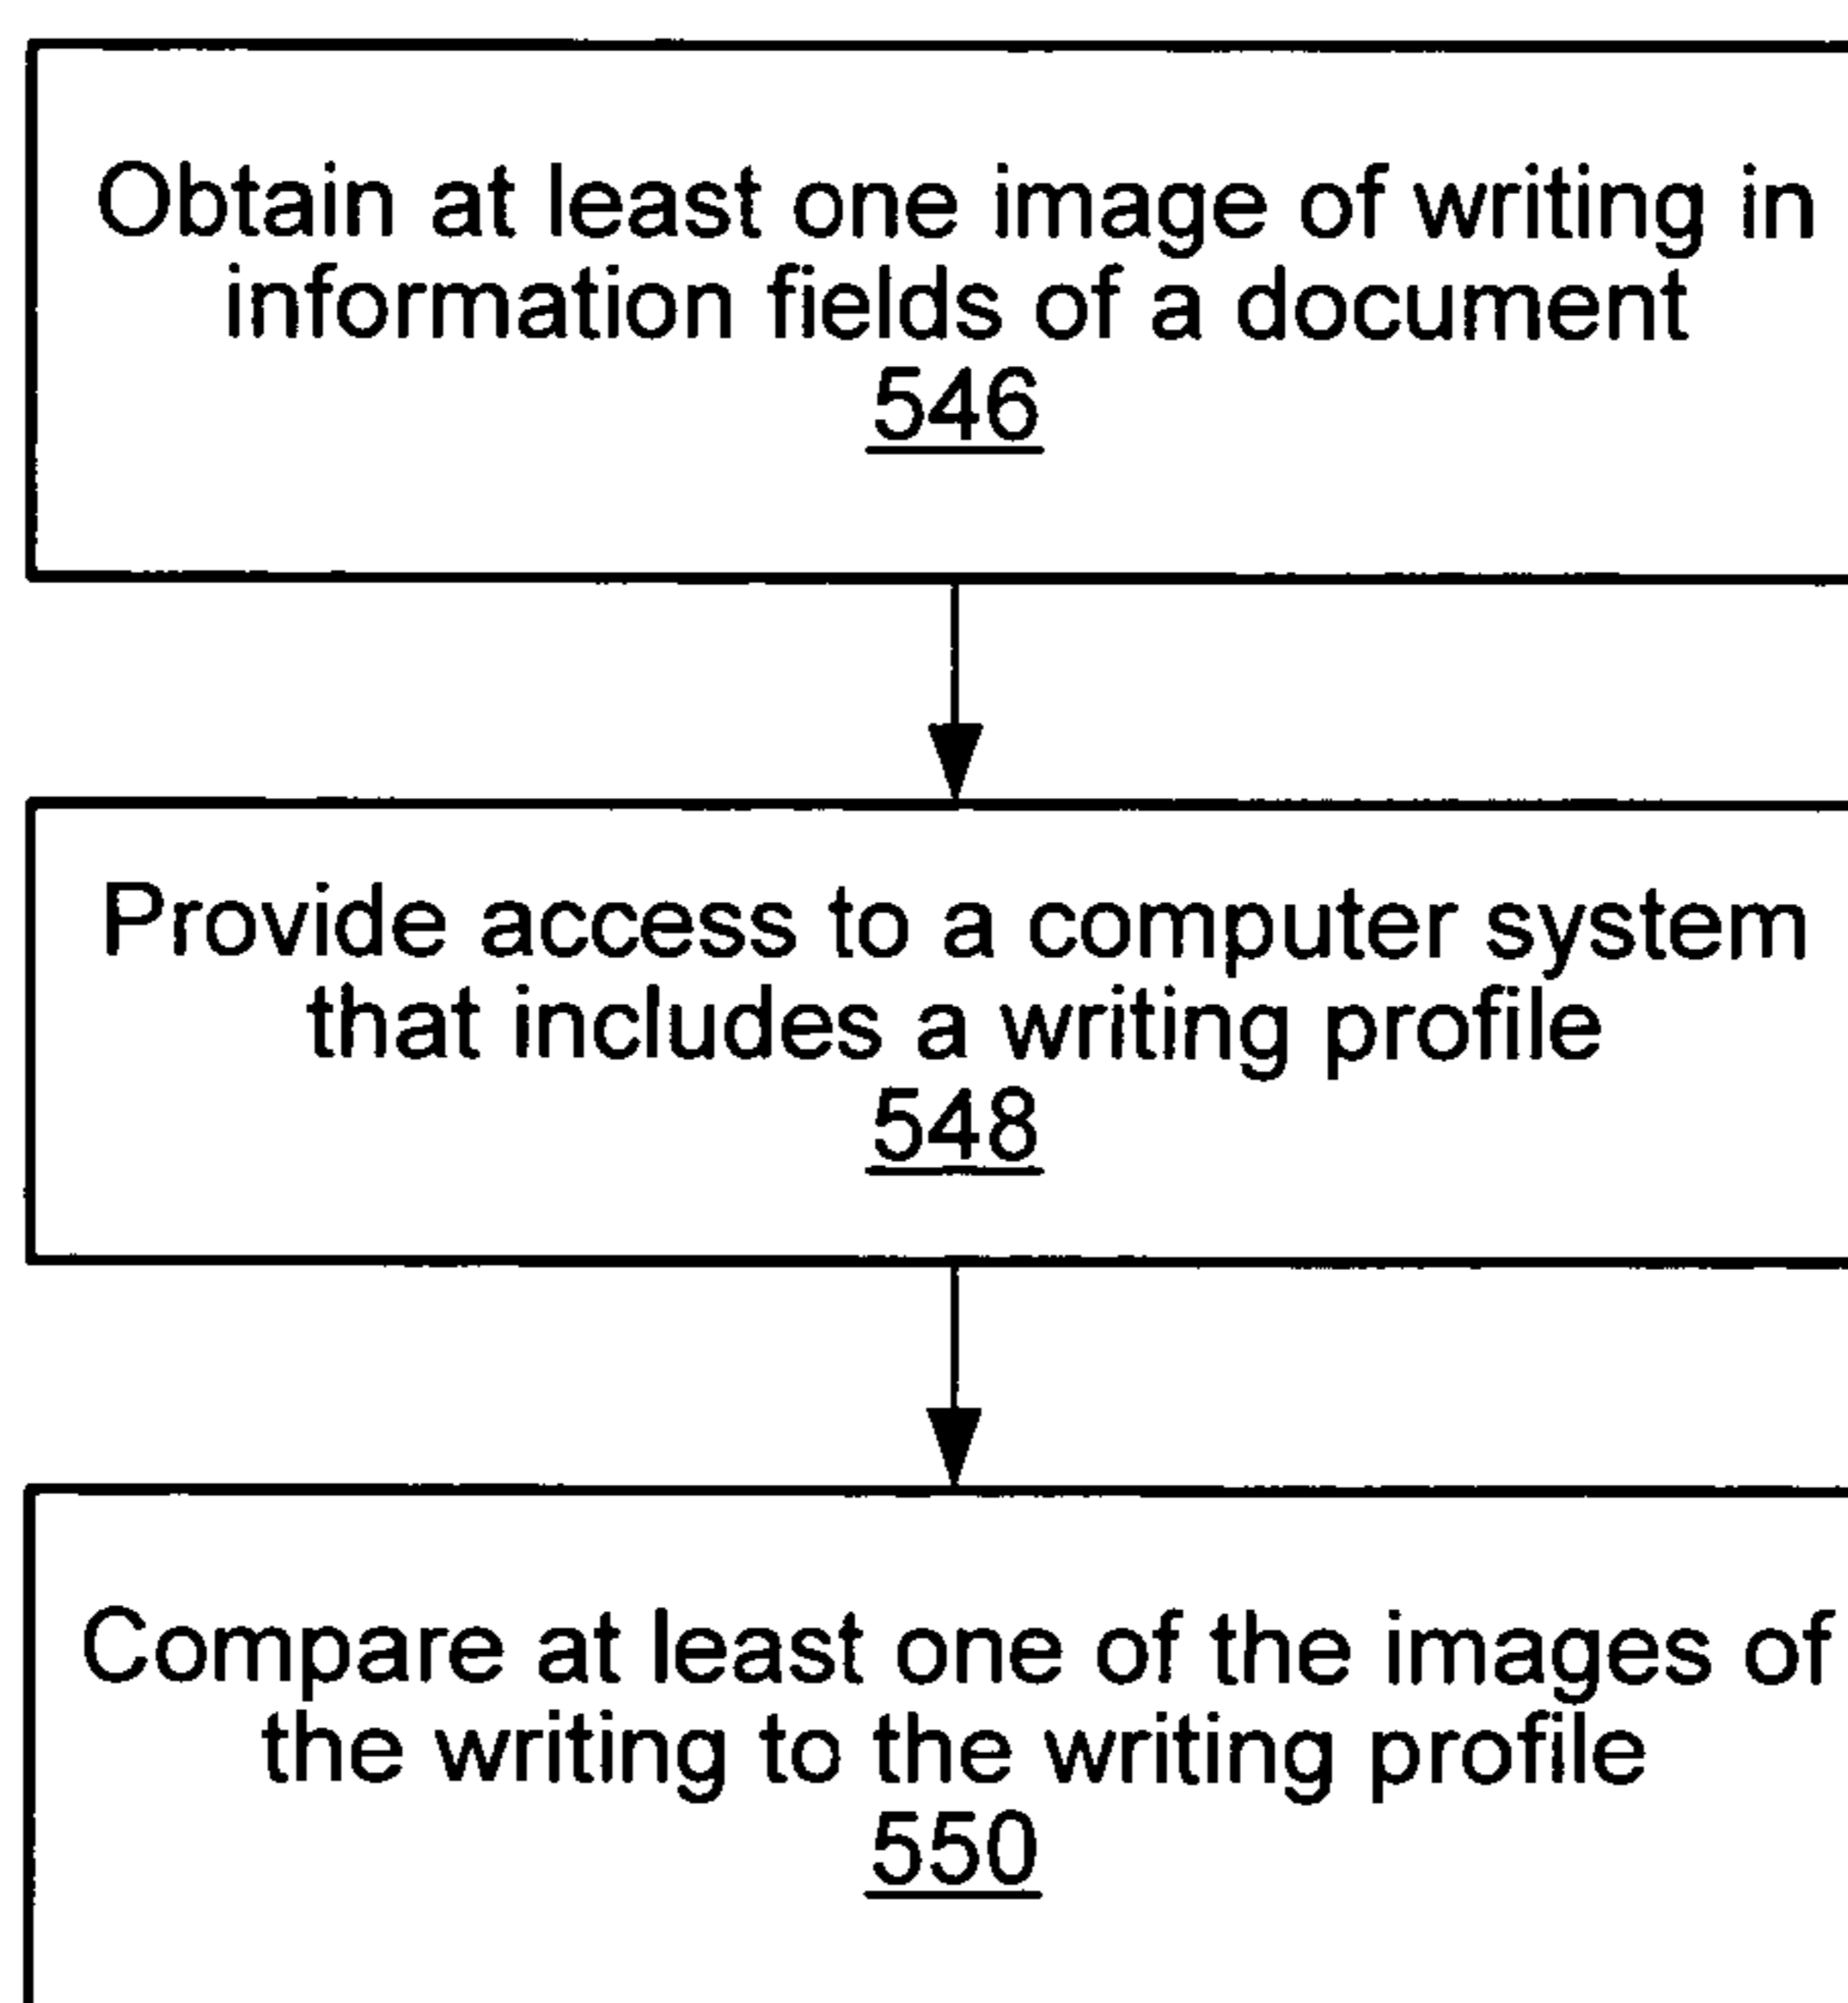 Obtain at least one image of writing in
information fields of a document
546
Provide access to a computer system
that includes a writing profile
548
Compare at least one of the images of
the writing to the writing profile
550